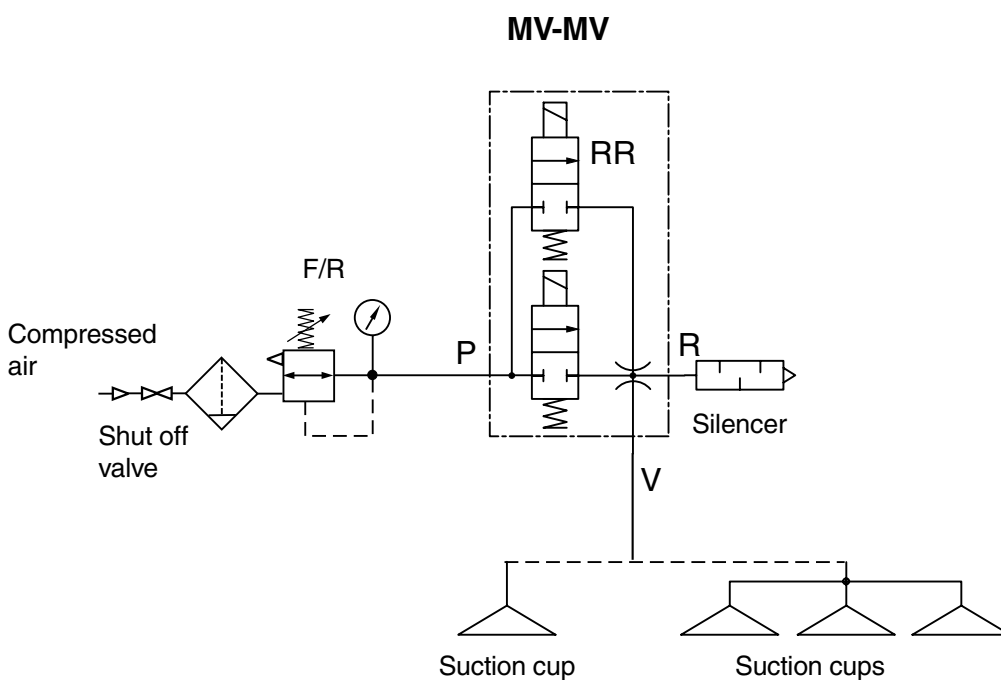 MV-MV
RR
F/R
Compressed
air
P
R
Shut off
valve
Silencer
V
Suction cup
Suction cups